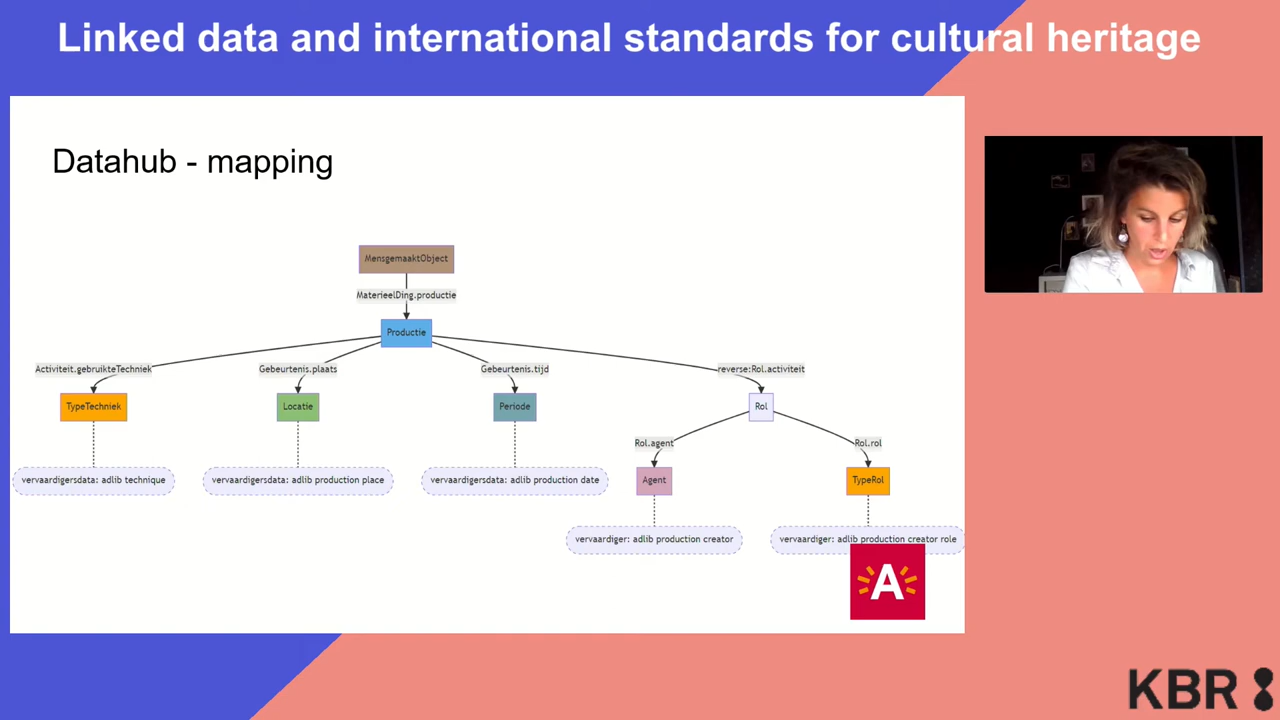 Linked data and international standards for cultural heritage
Datahub - mapping
MensgemaaktObject
MaterieelDing.productie
Productie
Activiteit.gebruikteTechniek
Gebeurtenis.plaats
Gebeurtenis.tijd
reverse:Rol.activiteit
TypeTechniek
Locatie
Periode
Rol
Rol.agent
Rol.rol
vervaardigersdata: adlib technique
vervaardigersdata: adlib production place
vervaardigersdata: adlib production date
Agent
TypeRol
vervaardiger: adlib production creator
vervaardiger: adlib production creator role
A
KBR